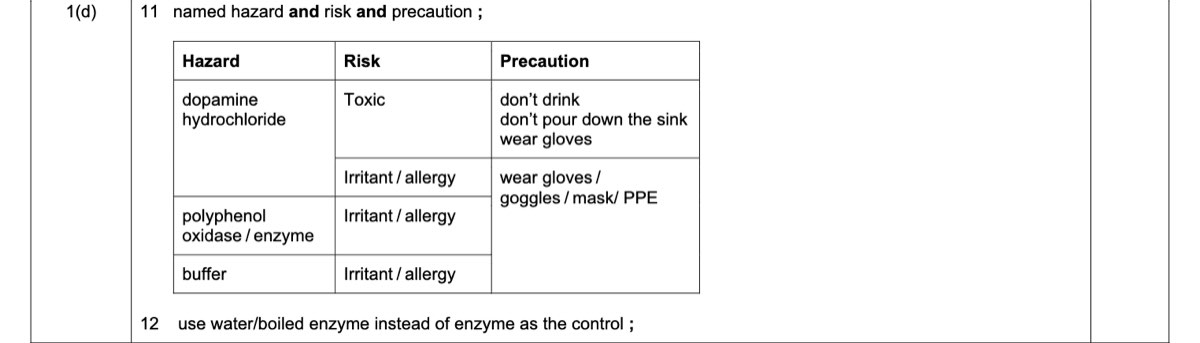 1(d)
11 named hazard and risk and precaution ;
Hazard Risk Precaution
dopamine hydrochloride Toxic don't drink
don't pour down the sink
wear gloves
Irritant / allergy wear gloves /
goggles / mask/ PPE
polyphenol
oxidase / enzyme Irritant / allergy
buffer Irritant / allergy
12 use water/boiled enzyme instead of enzyme as the control ;